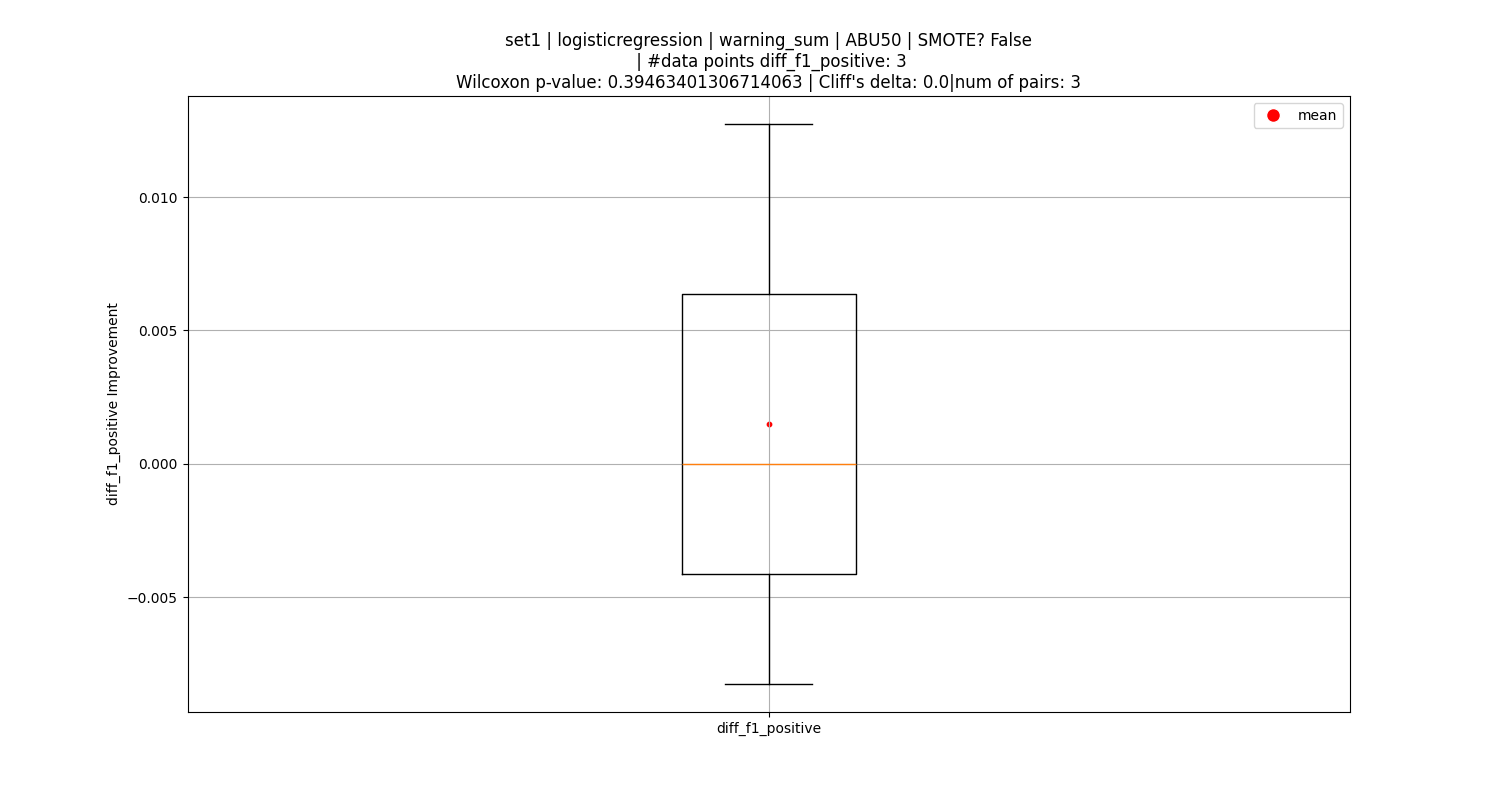 set1 | logisticregression | warning_sum | ABU50 | SMOTE? False
| #data points diff_f1_positive: 3
Wilcoxon p-value: 0.39463401306714063 | Cliff's delta: 0.0|num of pairs: 3
mean
0.010
0.005
0.000
−0.005
diff_f1_positive Improvement
diff_f1_positive